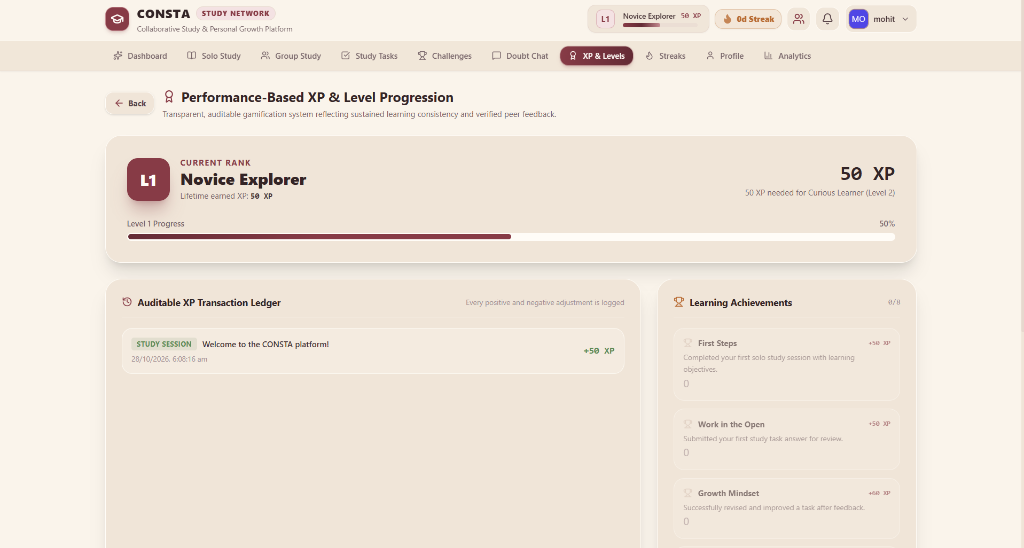 CONSTA STUDY NETWORK
Collaborative Study & Personal Growth Platform
L1 Novice Explorer 50 XP
0d Streak
MO mohit
Dashboard Solo Study Group Study Study Tasks Challenges Doubt Chat XP & Levels Streaks Profile Analytics
Back
Performance-Based XP & Level Progression
Transparent, auditable gamification system reflecting sustained learning consistency and verified peer feedback.
L1
CURRENT RANK
Novice Explorer
Lifetime earned XP: 50 XP
50 XP
50 XP needed for Curious Learner (Level 2)
Level 1 Progress 50%
Auditable XP Transaction Ledger Every positive and negative adjustment is logged
STUDY SESSION Welcome to the CONSTA platform!
28/10/2026, 6:08:16 am
+50 XP
Learning Achievements 0/8
First Steps +50 XP
Completed your first solo study session with learning
objectives.
0
Work in the Open +50 XP
Submitted your first study task answer for review.
0
Growth Mindset +60 XP
Successfully revised and improved a task after feedback.
0